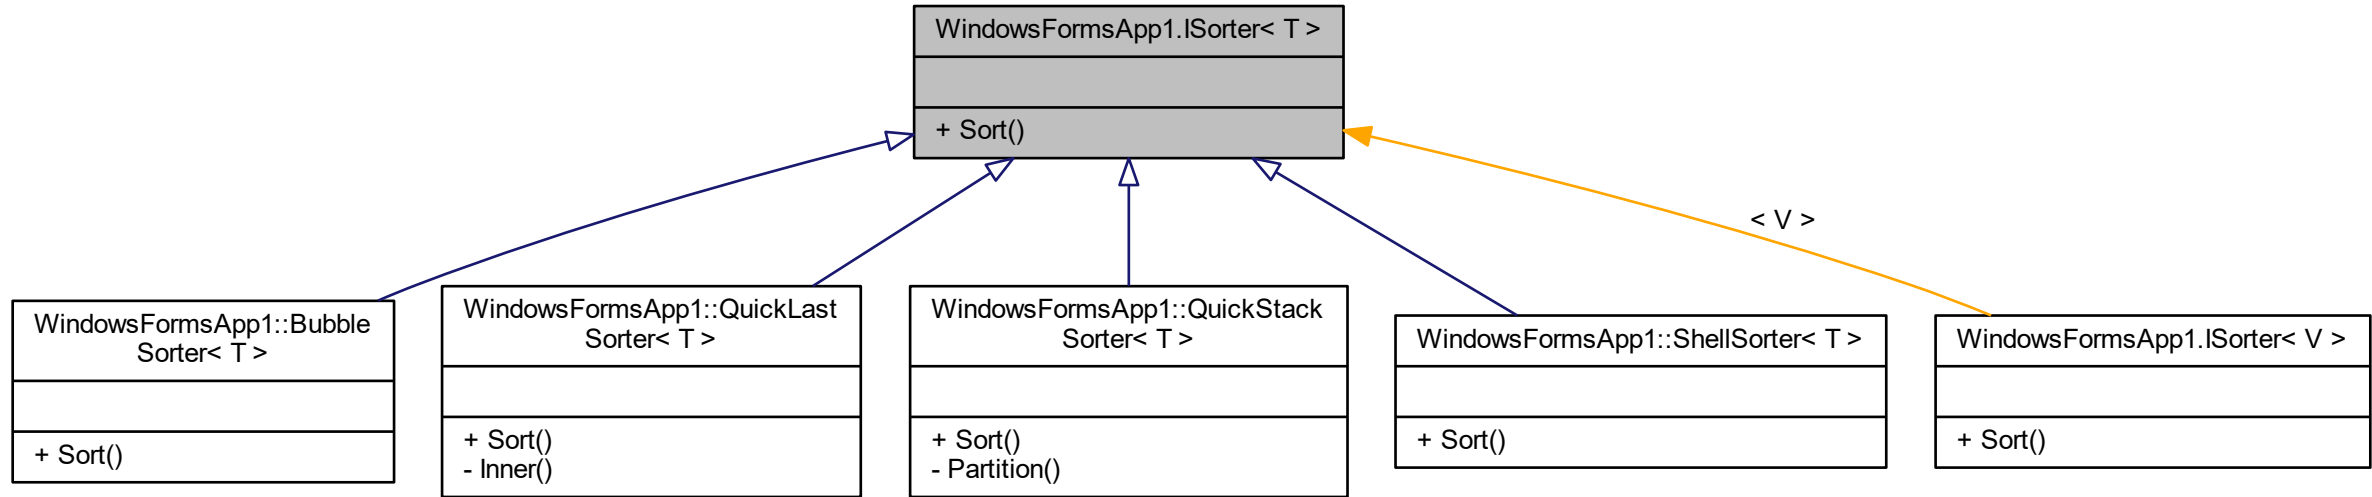 WindowsFormsApp1.ISorter< T >
+ Sort()
< V >
WindowsFormsApp1::Bubble
Sorter< T >
+ Sort()
WindowsFormsApp1::QuickLast
Sorter< T >
+ Sort()
- Inner()
WindowsFormsApp1::QuickStack
Sorter< T >
+ Sort()
- Partition()
WindowsFormsApp1::ShellSorter< T >
+ Sort()
WindowsFormsApp1.ISorter< V >
+ Sort()